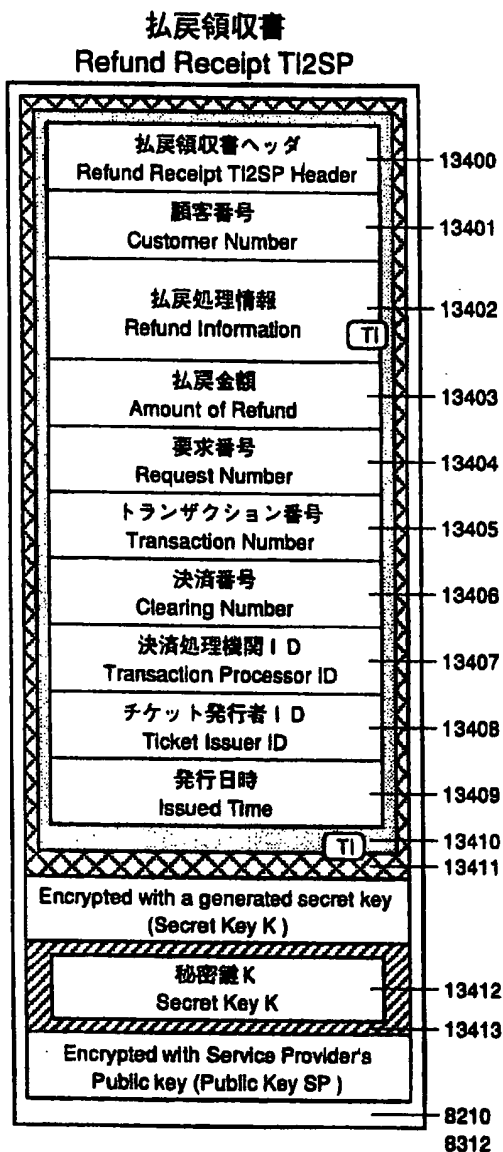 払戻領収書
Refund Receipt TI2SP
払戻領収書ヘッダ
Refund Receipt TI2SP Header
13400
顧客番号
Customer Number
13401
払戻処理情報
Refund Information
TI
13402
払戻金額
Amount of Refund
13403
要求番号
Request Number
13404
トランザクション番号
Transaction Number
13405
決済番号
Clearing Number
13406
決済処理機関ID
Transaction Processor ID
13407
チケット発行者ID
Ticket Issuer ID
13408
発行日時
Issued Time
13409
TI
13410
13411
Encrypted with a generated secret key
(Secret Key K )
秘密鍵K
Secret Key K
13412
13413
Encrypted with Service Provider's
Public key (Public Key SP )
8210
8312